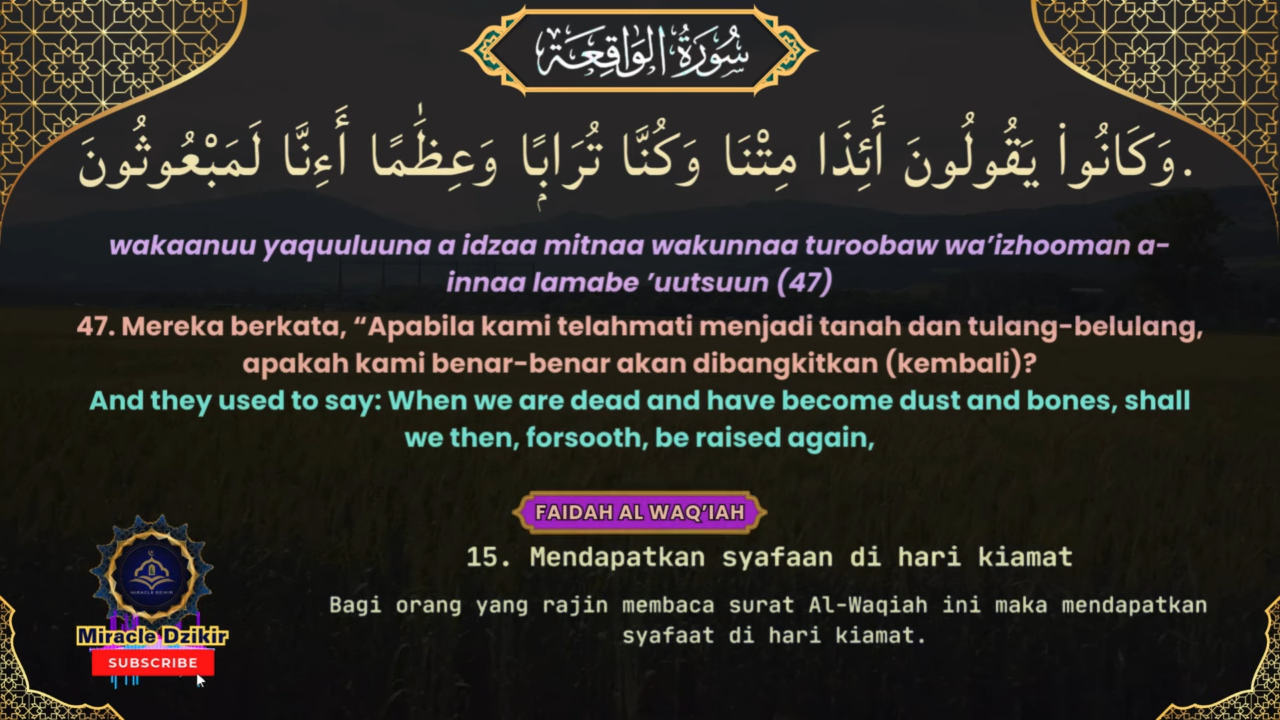 سُورَةُ الوَاقِعَة
وَكَانُوا۟ يَقُولُونَ أَئِذَا مِتْنَا وَكُنَّا تُرَابًۭا وَعِظَٰمًا أَءِنَّا لَمَبْعُوثُونَ.
wakaanuu yaquuluuna a idzaa mitnaa wakunnaa turoobaw wa’izhooman a-
innaa lamabe ’uutsuun (47)
47. Mereka berkata, “Apabila kami telahmati menjadi tanah dan tulang-belulang,
apakah kami benar-benar akan dibangkitkan (kembali)?
And they used to say: When we are dead and have become dust and bones, shall
we then, forsooth, be raised again,
FAIDAH AL WAQ’IAH
15. Mendapatkan syafaan di hari kiamat
Bagi orang yang rajin membaca surat Al-Waqiah ini maka mendapatkan
syafaat di hari kiamat.
MIRACLE DZIKIR
Miracle Dzikir
SUBSCRIBE